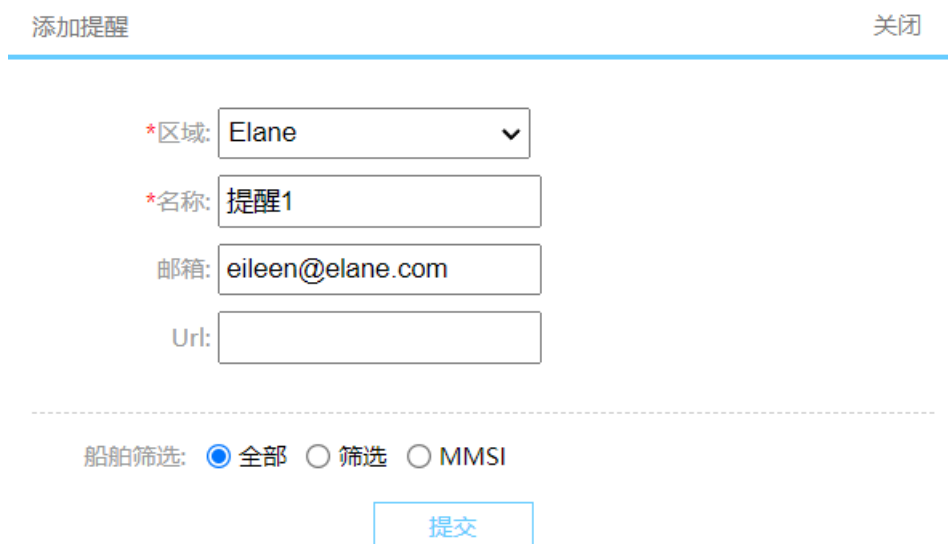 添加提醒 关闭
*区域: Elane
*名称: 提醒1
邮箱: eileen@elane.com
Url:
船舶筛选: 全部 筛选 MMSI
提交